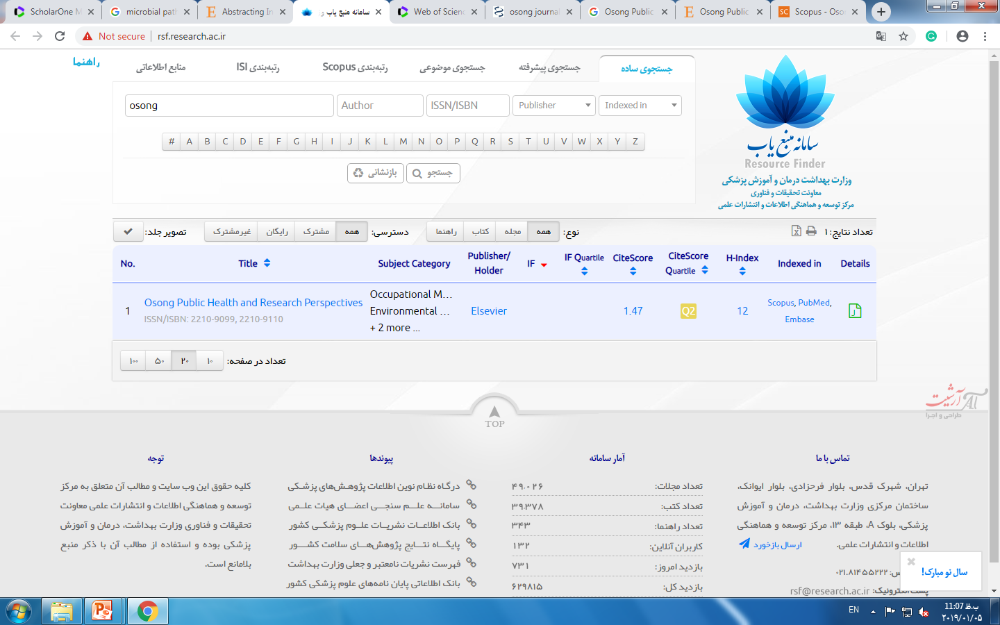 ScholarOne M
microbial path
Abstracting In
سامانه منبع یاب
Web of Scienc
osong journal
Osong Public
Osong Public
Scopus - Oso
Not secure
rsf.research.ac.ir
راهنما
منابع اطلاعاتی
رتبه‌بندی ISI
رتبه‌بندی Scopus
جستجوی موضوعی
جستجوی پیشرفته
جستجوی ساده
osong
Author
ISSN/ISBN
Publisher
Indexed in
# A B C D E F G H I J K L M N O P Q R S T U V W X Y Z
بازنشانی
جستجو
سامانه منبع یاب
Resource Finder
وزارت بهداشت درمان و آموزش پزشکی
معاونت تحقیقات و فناوری
مرکز توسعه و هماهنگی اطلاعات و انتشارات علمی
تعداد نتایج: ۱
نوع: همه مجله کتاب راهنما
دسترسی: همه مشترک رایگان غیرمشترک
تصویر جلد:
No. Title Subject Category Publisher/ Holder IF IF Quartile CiteScore CiteScore Quartile H-Index Indexed in Details
1
Osong Public Health and Research Perspectives
ISSN/ISBN: 2210-9099, 2210-9110
Occupational M...
Environmental ...
+ 2 more ...
Elsevier
1.47
Q2
12
Scopus, PubMed,
Embase
تعداد در صفحه: ۱۰ ۲۰ ۵۰ ۱۰۰
آرشیت
طراحی و اجرا
TOP
تماس با ما
تهران، شهرک قدس، بلوار فرحزادی، بلوار ایوانک،
ساختمان مرکزی وزارت بهداشت، درمان و آموزش
پزشکی، بلوک A، طبقه ۱۳، مرکز توسعه و هماهنگی
اطلاعات و انتشارات علمی. ارسال بازخورد
۰۲۱.۸۱۴۵۵۲۲۲
پست الکترونیک: rsf@research.ac.ir
آمار سامانه
تعداد مجلات: ۴۹،۰۲۶
تعداد کتب: ۳۹،۳۷۸
تعداد راهنما: ۳۴۳
کاربران آنلاین: ۱۳۲
بازدید امروز: ۷۳۱
بازدید کل: ۶۲۹۸۱۵
پیوندها
درگاه نظام نوین اطلاعات پژوهش‌های پزشکی
سامانه علم سنجی اعضای هیات علمی
بانک اطلاعات نشریات علوم پزشکی کشور
پایگاه نتایج پژوهش‌های سلامت کشور
فهرست نشریات نامعتبر و جعلی وزارت بهداشت
بانک اطلاعاتی پایان نامه‌های علوم پزشکی کشور
توجه
کلیه حقوق این وب سایت و مطالب آن متعلق به مرکز
توسعه و هماهنگی اطلاعات و انتشارات علمی معاونت
تحقیقات و فناوری وزارت بهداشت، درمان و آموزش
پزشکی بوده و استفاده از مطالب آن با ذکر منبع
بلامانع است.
سال نو مبارک!
EN
11:07 ب.ظ
۲۰۱۹/۰۱/۰۵